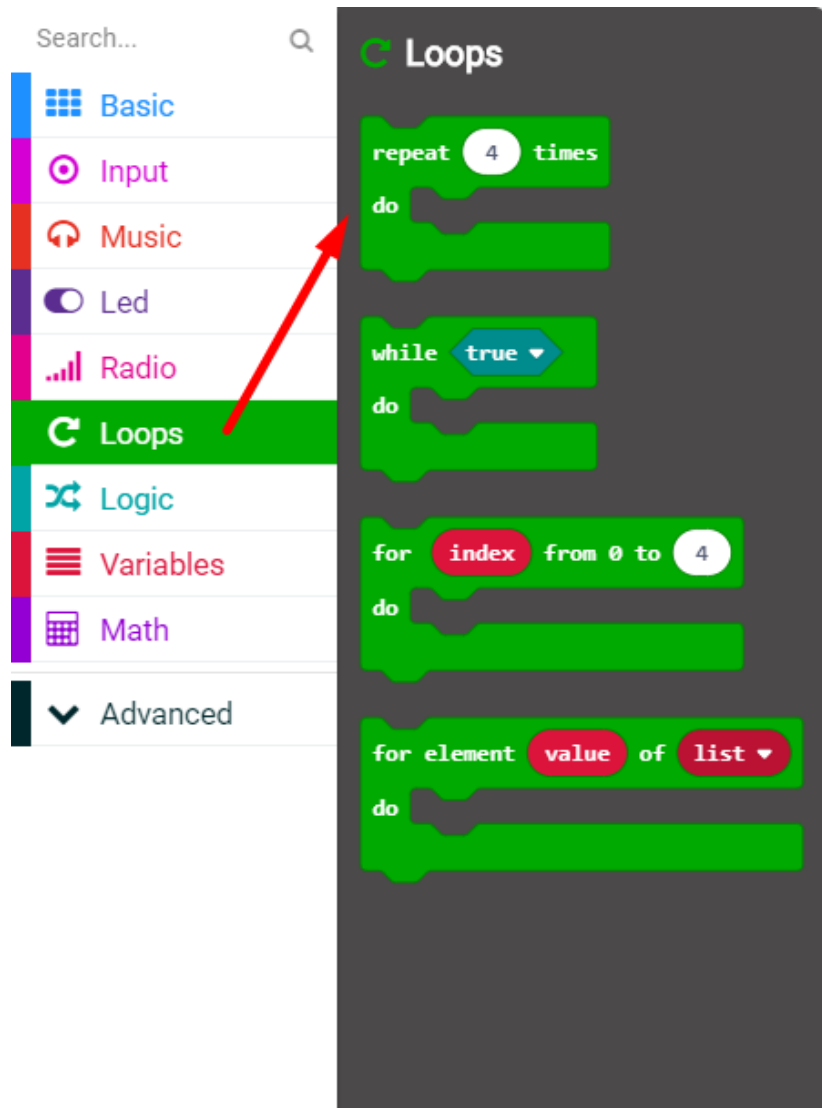 Search...
Basic
Input
Music
Led
Radio
Loops
Logic
Variables
Math
Advanced
Loops
repeat 4 times
do
while true
do
for index from 0 to 4
do
for element value of list
do